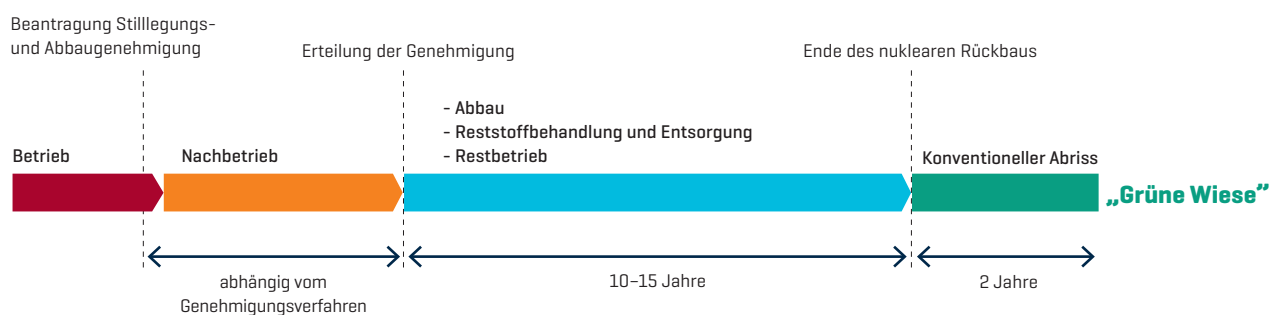 Beantragung Stilllegungs-
und Abbaugenehmigung
Erteilung der Genehmigung
Ende des nuklearen Rückbaus
- Abbau
- Reststoffbehandlung und Entsorgung
- Restbetrieb
Betrieb
Nachbetrieb
Konventioneller Abriss
„Grüne Wiese”
abhängig vom
Genehmigungsverfahren
10–15 Jahre
2 Jahre